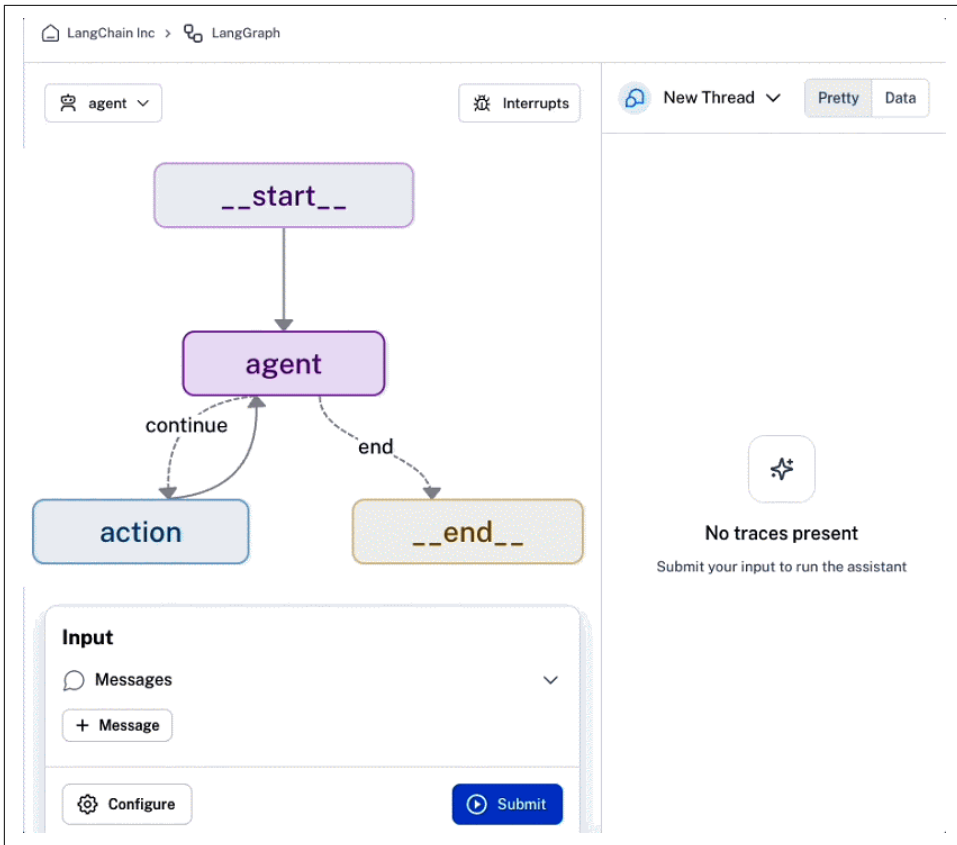 LangChain Inc > LangGraph
agent
Interrupts
New Thread
Pretty
Data
__start__
agent
continue
end
action
__end__
No traces present
Submit your input to run the assistant
Input
Messages
+ Message
Configure
Submit